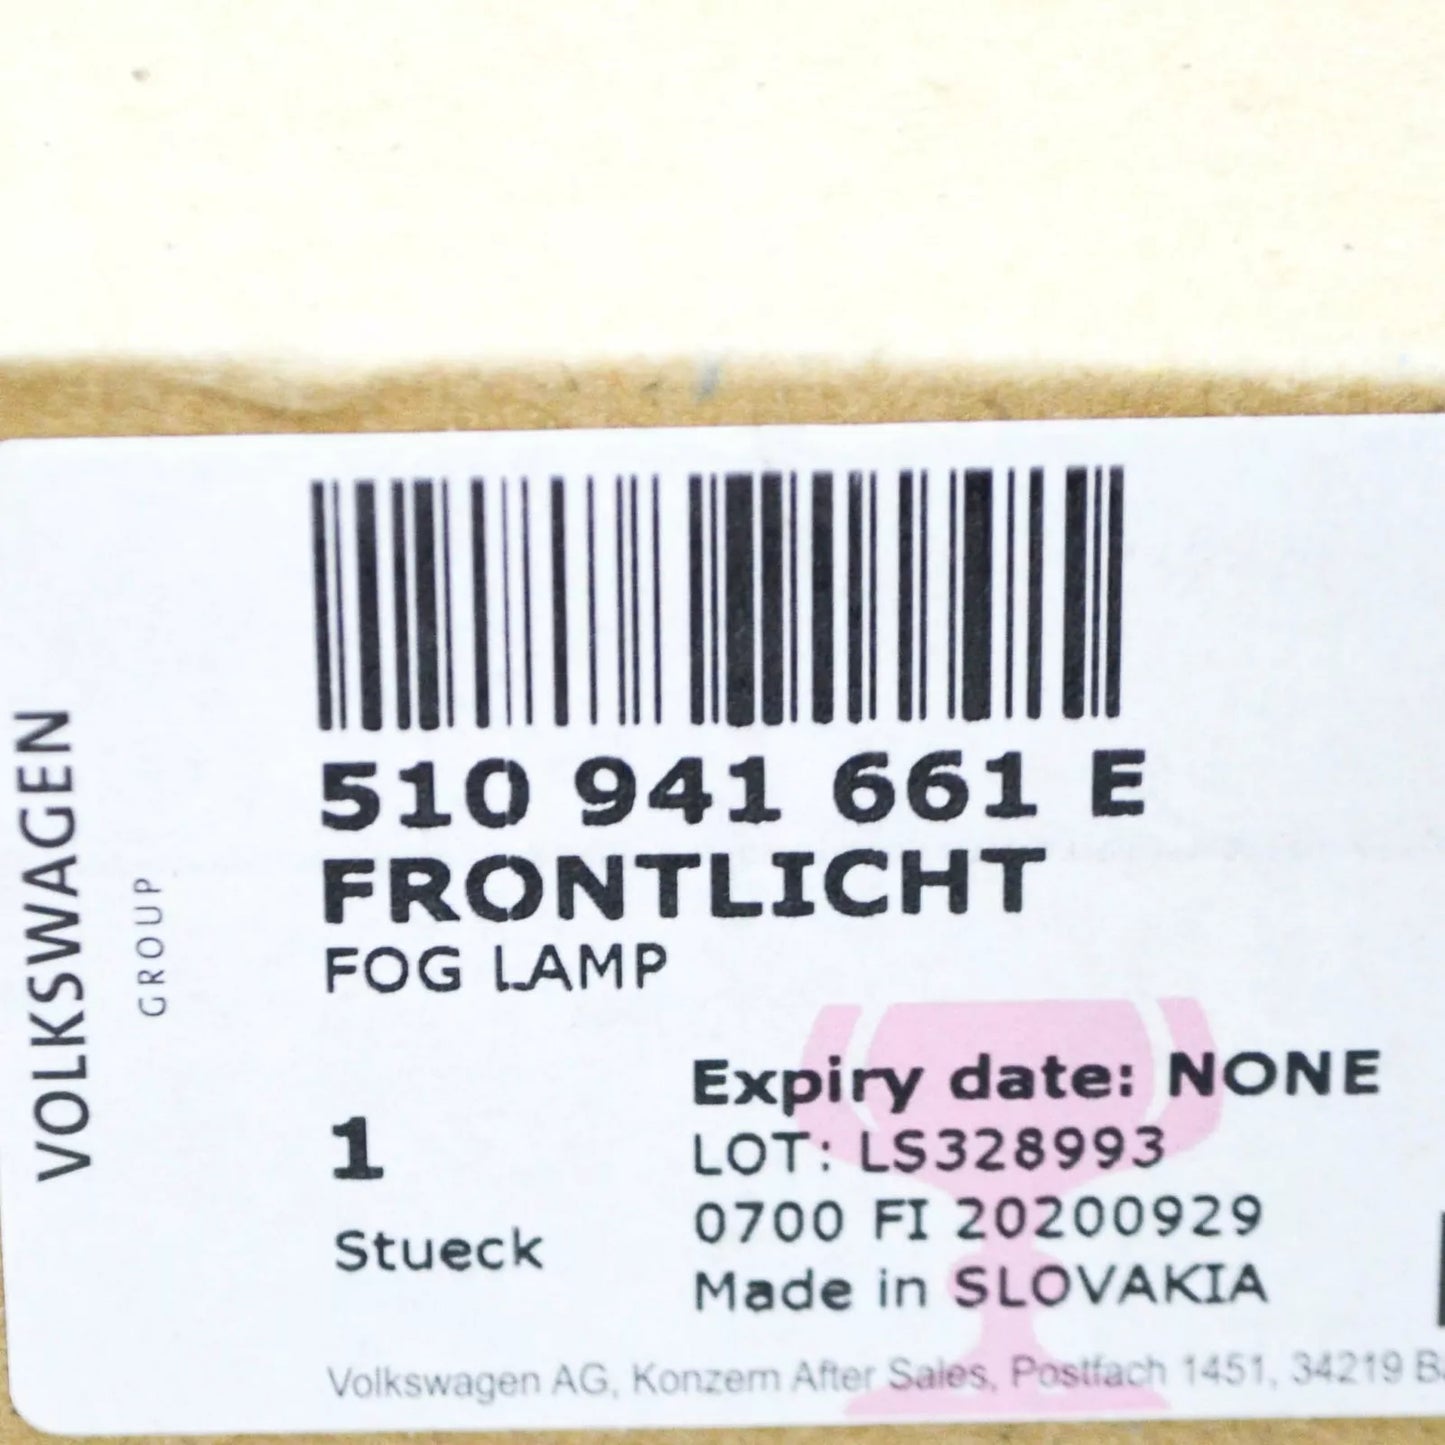 VOLKSWAGEN
GROUP
510 941 661 E
FRONTLICHT
FOG LAMP
1
Stueck
Expiry date: NONE
LOT: LS328993
0700 FI 20200929
Made in SLOVAKIA
Volkswagen AG, Konzern After Sales, Postfach 1451, 34219